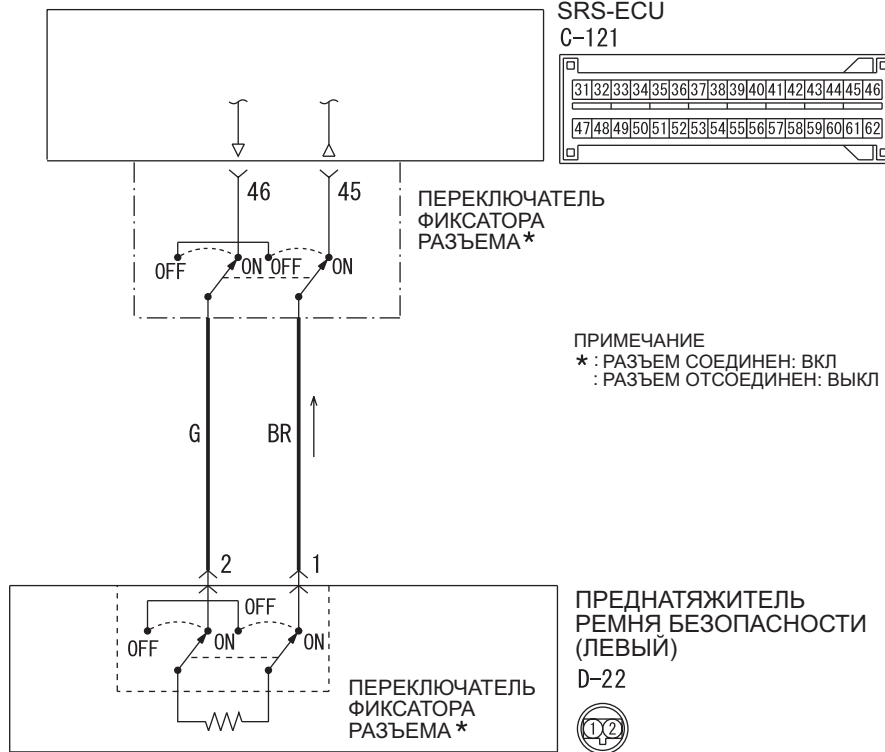 SRS-ECU
C-121
31 32 33 34 35 36 37 38 39 40 41 42 43 44 45 46
47 48 49 50 51 52 53 54 55 56 57 58 59 60 61 62
46 45
ПЕРЕКЛЮЧАТЕЛЬ
ФИКСАТОРА
РАЗЪЕМА*
OFF ON OFF ON
ПРИМЕЧАНИЕ
* : РАЗЪЕМ СОЕДИНЕН: ВКЛ
: РАЗЪЕМ ОТСОЕДИНЕН: ВЫКЛ
G BR
2 1
OFF ON OFF ON
ПЕРЕКЛЮЧАТЕЛЬ
ФИКСАТОРА
РАЗЪЕМА*
ПРЕДНАТЯЖИТЕЛЬ
РЕМНЯ БЕЗОПАСНОСТИ
(ЛЕВЫЙ)
D-22
1 2